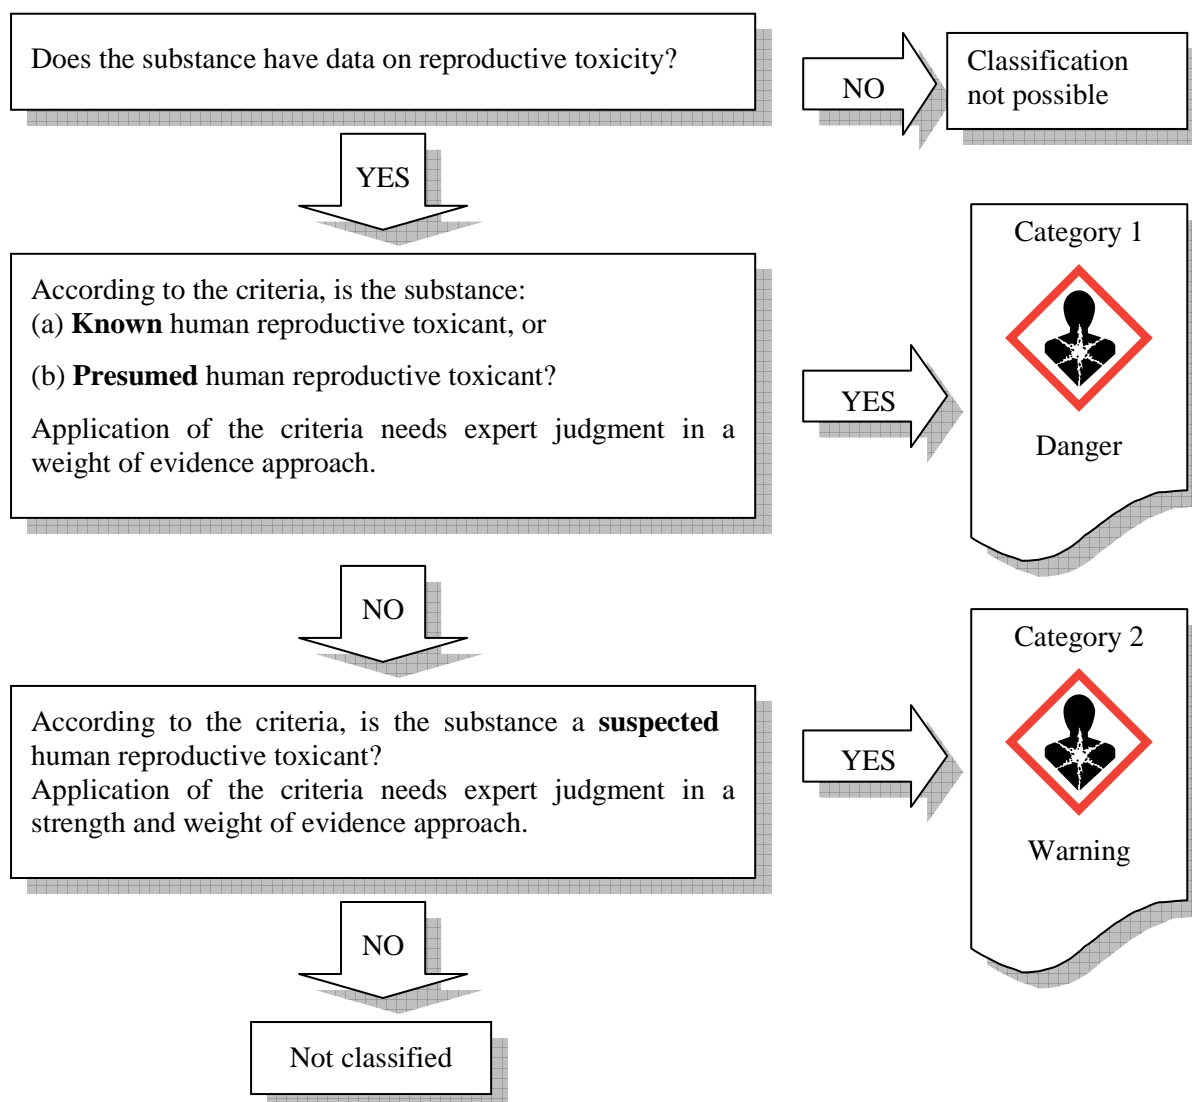 Does the substance have data on reproductive toxicity?
NO
Classification
not possible
YES
According to the criteria, is the substance:
(a) Known human reproductive toxicant, or
(b) Presumed human reproductive toxicant?
Application of the criteria needs expert judgment in a
weight of evidence approach.
YES
Category 1
Danger
NO
According to the criteria, is the substance a suspected
human reproductive toxicant?
Application of the criteria needs expert judgment in a
strength and weight of evidence approach.
YES
Category 2
Warning
NO
Not classified